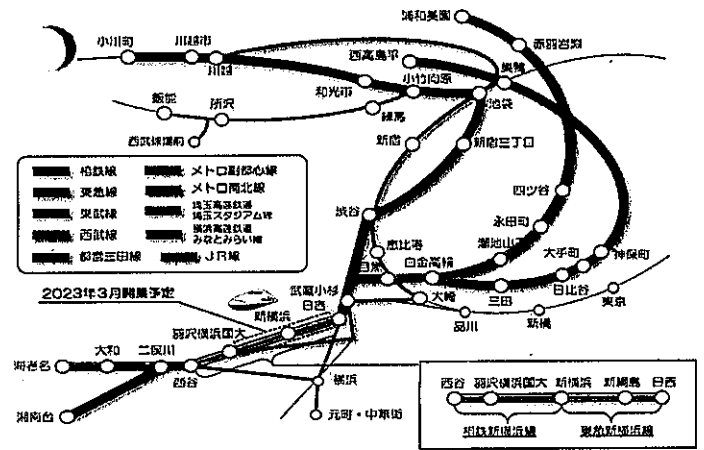 浦和美園
赤羽岩淵
小川町
川越市
川越
西高島平
巣鴨
和光市
小竹向原
池袋
飯能
所沢
練馬
西武球場前
新宿
新宿三丁目
相鉄線
メトロ副都心線
東急線
メトロ南北線
東武線
埼玉高速鉄道
埼玉スタジアム線
西武線
横浜高速鉄道
みなとみらい線
都営三田線
JR線
四ツ谷
渋谷
永田町
恵比寿
溜池山王
大手町
神保町
目黒
白金高輪
2023年3月開業予定
武蔵小杉
日吉
大崎
三田
日比谷
東京
品川
新橋
新横浜
羽沢横浜国大
海老名
大和
二俣川
西谷
横浜
湘南台
元町・中華街
西谷
羽沢横浜国大
新横浜
新綱島
日吉
相鉄新横浜線
東急新横浜線